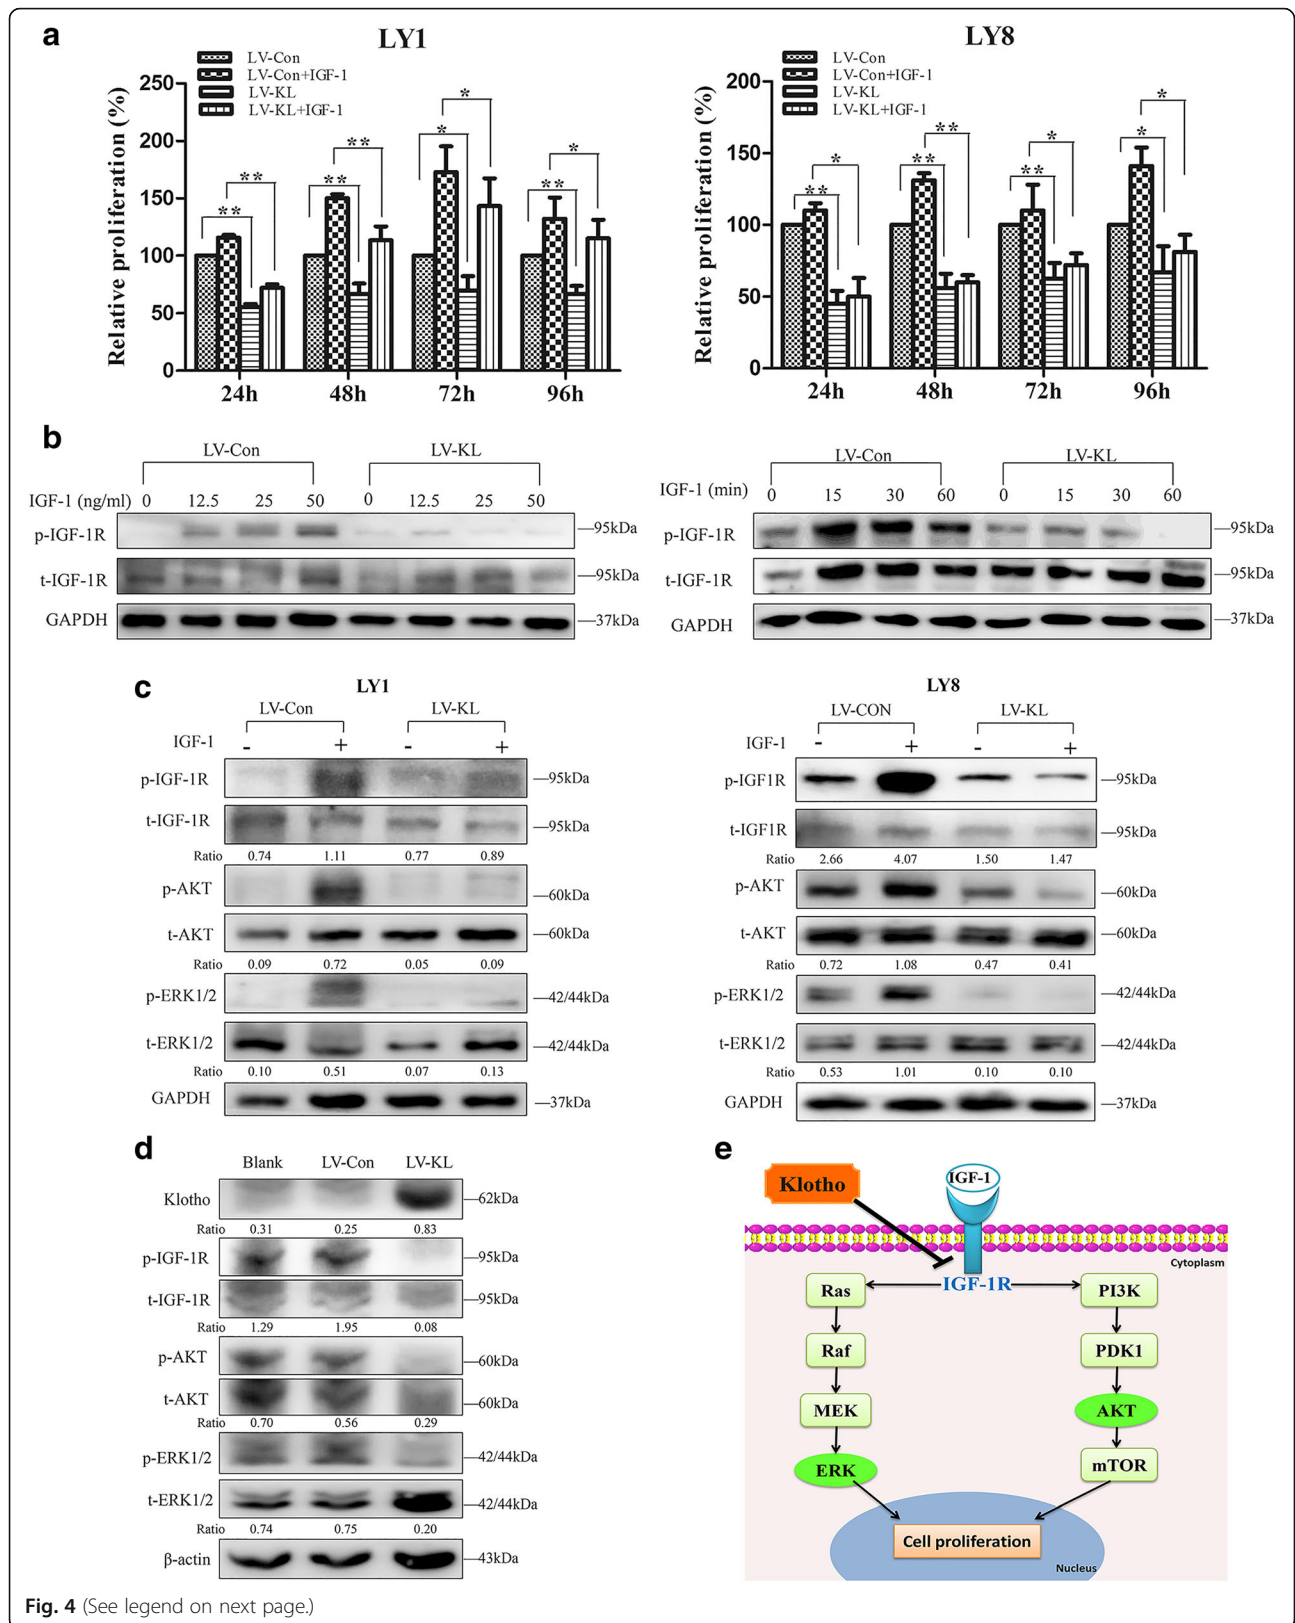 a
LY1
LV-Con
LV-Con+IGF-1
LV-KL
LV-KL+IGF-1
Relative proliferation (%)
250
200
150
100
50
0
** ** ** ** * * ** *
24h 48h 72h 96h
LY8
LV-Con
LV-Con+IGF-1
LV-KL
LV-KL+IGF-1
Relative proliferation (%)
200
150
100
50
0
** * ** ** ** * * *
24h 48h 72h 96h
b
LV-Con LV-KL
IGF-1 (ng/ml) 0 12.5 25 50 0 12.5 25 50
p-IGF-1R —95kDa
t-IGF-1R —95kDa
GAPDH —37kDa
LV-Con LV-KL
IGF-1 (min) 0 15 30 60 0 15 30 60
p-IGF-1R —95kDa
t-IGF-1R —95kDa
GAPDH —37kDa
c
LY1
LV-Con LV-KL
IGF-1 - + - +
p-IGF-1R —95kDa
t-IGF-1R —95kDa
Ratio 0.74 1.11 0.77 0.89
p-AKT —60kDa
t-AKT —60kDa
Ratio 0.09 0.72 0.05 0.09
p-ERK1/2 —42/44kDa
t-ERK1/2 —42/44kDa
Ratio 0.10 0.51 0.07 0.13
GAPDH —37kDa
LY8
LV-CON LV-KL
IGF-1 - + - +
p-IGF1R —95kDa
t-IGF1R —95kDa
Ratio 2.66 4.07 1.50 1.47
p-AKT —60kDa
t-AKT —60kDa
Ratio 0.72 1.08 0.47 0.41
p-ERK1/2 —42/44kDa
t-ERK1/2 —42/44kDa
Ratio 0.53 1.01 0.10 0.10
GAPDH —37kDa
d
Blank LV-Con LV-KL
Klotho —62kDa
Ratio 0.31 0.25 0.83
p-IGF-1R —95kDa
t-IGF-1R —95kDa
Ratio 1.29 1.95 0.08
p-AKT —60kDa
t-AKT —60kDa
Ratio 0.70 0.56 0.29
p-ERK1/2 —42/44kDa
t-ERK1/2 —42/44kDa
Ratio 0.74 0.75 0.20
β-actin —43kDa
e
Klotho IGF-1
Cytoplasm
Ras IGF-1R PI3K
Raf PDK1
MEK AKT
ERK mTOR
Cell proliferation
Nucleus
Fig. 4 (See legend on next page.)